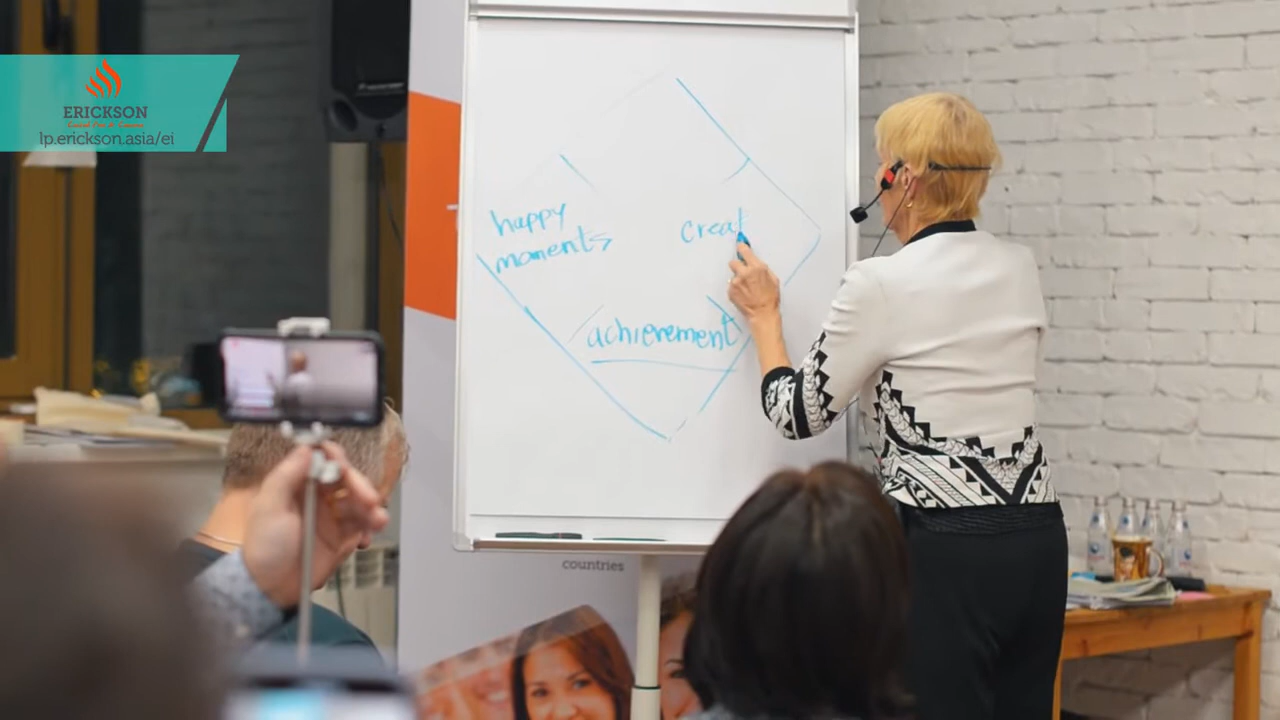 ERICKSON
lp.erickson.asia/ei
happy
moments
creat
achievement
countries